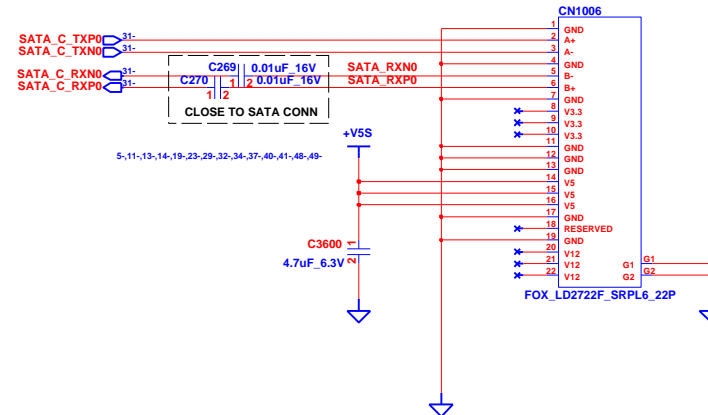 CN1006
1 GND
SATA_C_TXP0 31- 2 A+
SATA_C_TXN0 31- 3 A-
4 GND
SATA_C_RXN0 31- C269 0.01uF_16V SATA_RXN0 5 B-
SATA_C_RXP0 31- C270 1 2 0.01uF_16V SATA_RXP0 6 B+
1 2
7 GND
CLOSE TO SATA CONN
8 V3.3
9 V3.3
10 V3.3
+V5S
11 GND
12 GND
5-,11-,13-,14-,19-,23-,29-,32-,34-,37-,40-,41-,48-,49-
13 GND
14 V5
15 V5
16 V5
17 GND
18 RESERVED
19 GND
C3600 1
20 V12
4.7uF_6.3V 2
21 V12 G1 G1
22 V12 G2 G2
FOX_LD2722F_SRPL6_22P